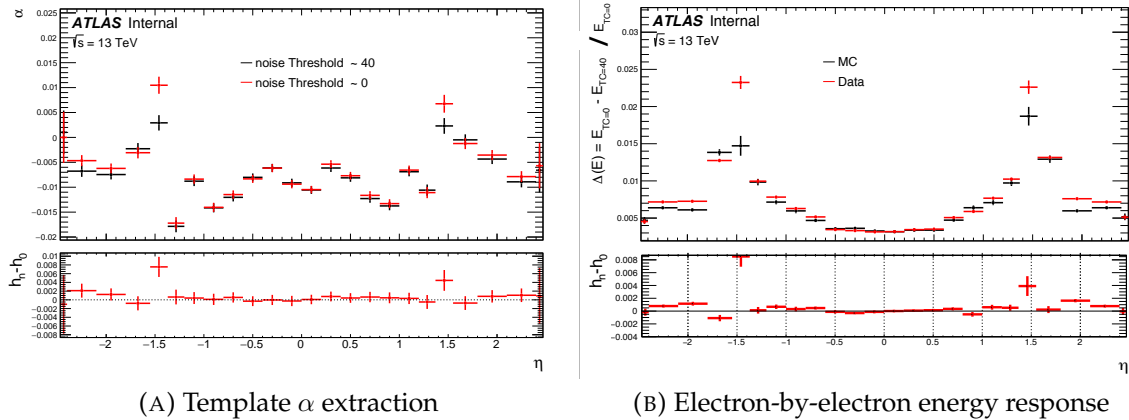 α
0.025
ATLAS Internal
√s = 13 TeV
0.02
0.015
noise Threshold ~ 40
noise Threshold ~ 0
0.01
0.005
0
−0.005
−0.01
−0.015
−0.02
h_n-h_0
0.01
0.008
0.006
0.004
0.002
0
−0.002
−0.004
−0.006
−0.008
−2 −1.5 −1 −0.5 0 0.5 1 1.5 2
η
(A) Template α extraction
Δ(E) = E_TC=0 - E_TC=40 / E_TC=0
ATLAS Internal
√s = 13 TeV
0.03
MC
Data
0.025
0.02
0.015
0.01
0.005
h_n-h_0
0.008
0.006
0.004
0.002
0
−0.002
−0.004
−2 −1.5 −1 −0.5 0 0.5 1 1.5 2
η
(B) Electron-by-electron energy response